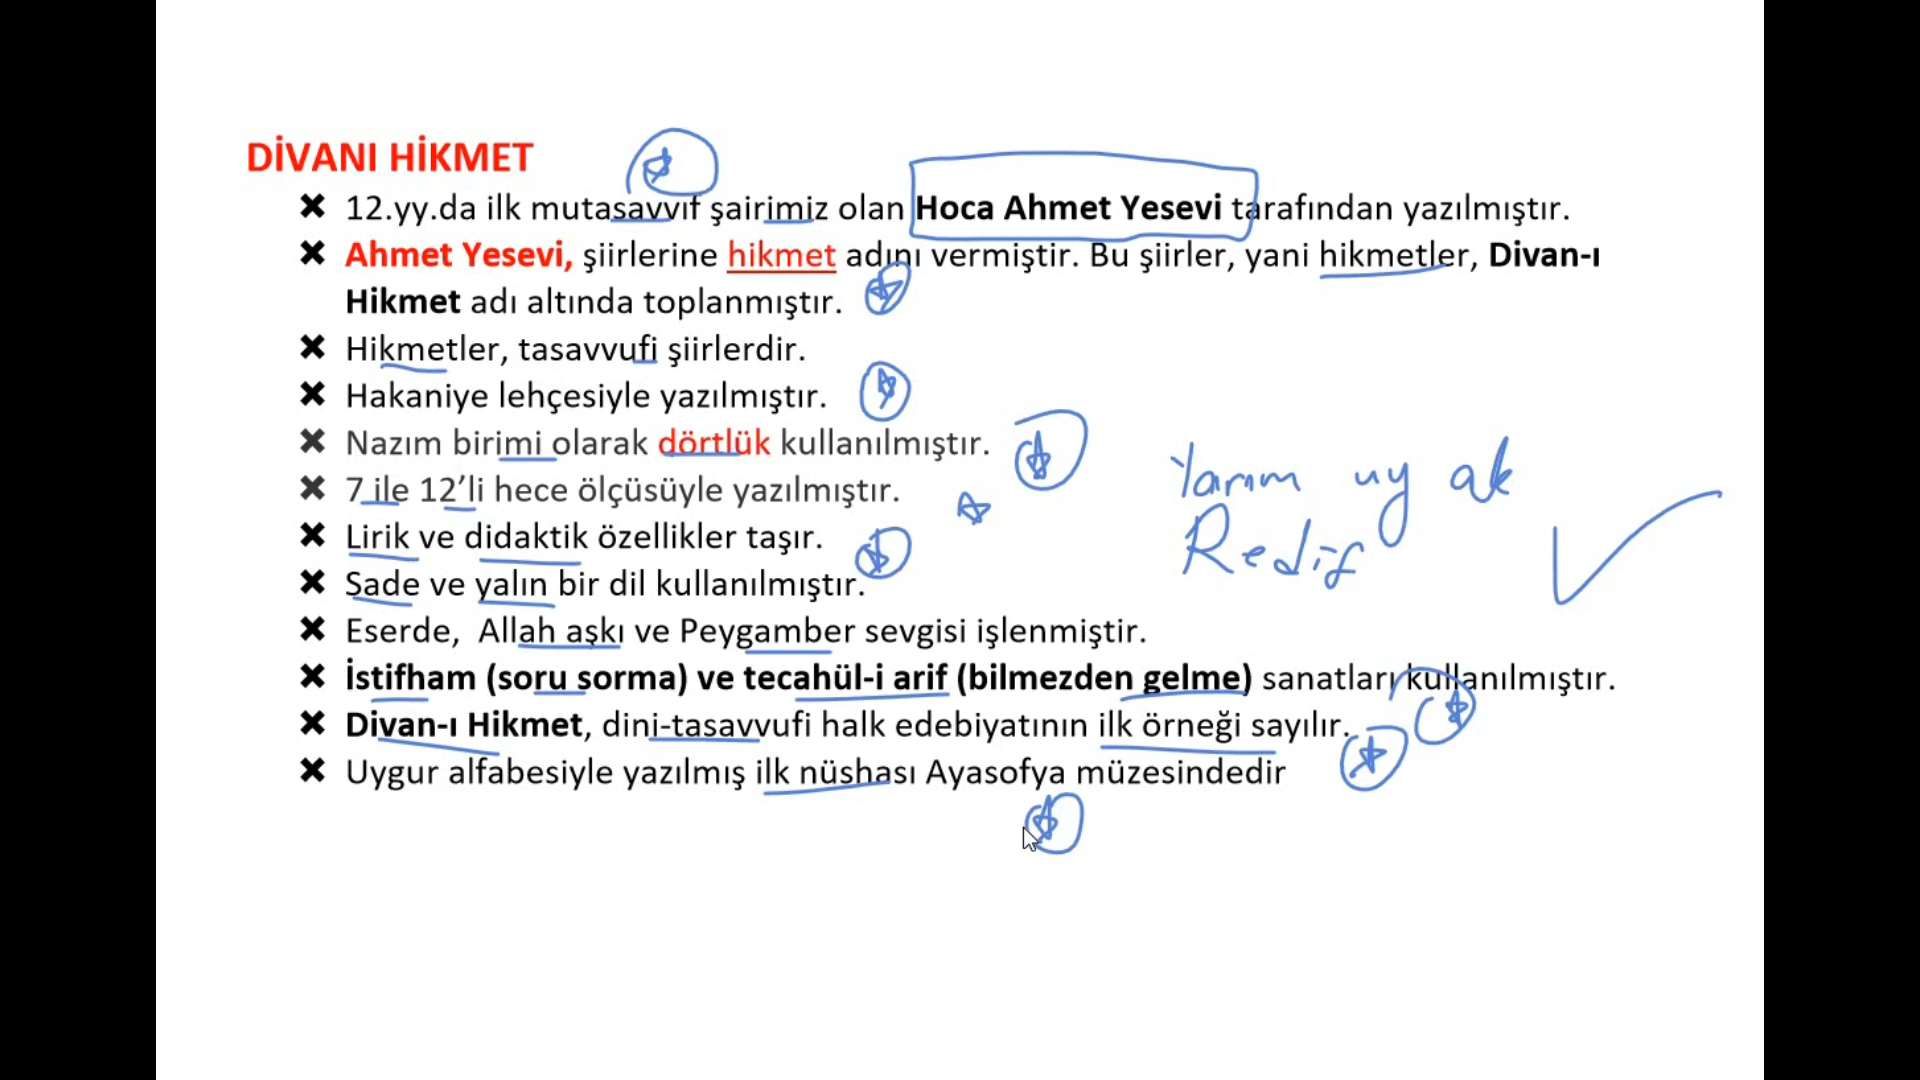 DİVANI HİKMET
✖ 12.yy.da ilk mutasavvıf şairimiz olan Hoca Ahmet Yesevi tarafından yazılmıştır.
✖ Ahmet Yesevi, şiirlerine hikmet adını vermiştir. Bu şiirler, yani hikmetler, Divan-ı
Hikmet adı altında toplanmıştır.
✖ Hikmetler, tasavvufi şiirlerdir.
✖ Hakaniye lehçesiyle yazılmıştır.
✖ Nazım birimi olarak dörtlük kullanılmıştır.
✖ 7 ile 12’li hece ölçüsüyle yazılmıştır.
✖ Lirik ve didaktik özellikler taşır.
✖ Sade ve yalın bir dil kullanılmıştır.
✖ Eserde, Allah aşkı ve Peygamber sevgisi işlenmiştir.
✖ İstifham (soru sorma) ve tecahül-i arif (bilmezden gelme) sanatları kullanılmıştır.
✖ Divan-ı Hikmet, dini-tasavvufi halk edebiyatının ilk örneği sayılır.
✖ Uygur alfabesiyle yazılmış ilk nüshası Ayasofya müzesindedir
Yarım uyak
Redif